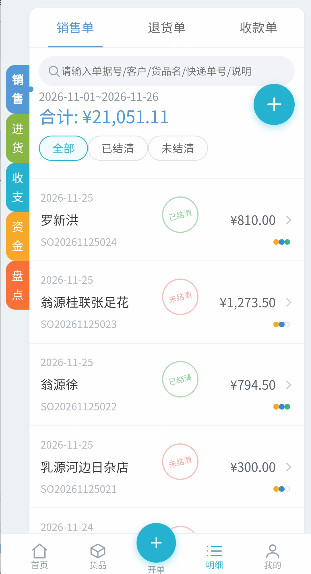 销售单 退货单 收款单
请输入单据号/客户/货品名/快递单号/说明
2026-11-01~2026-11-26
合计: ¥21,051.11
全部 已结清 未结清
销售
进货
收支
资金
盘点
2026-11-25
罗新洪 已结清 ¥810.00
SO20261125024
2026-11-25
翁源桂联张足花 未结清 ¥1,273.50
SO20261125023
2026-11-25
翁源徐 已结清 ¥794.50
SO20261125022
2026-11-25
乳源河边日杂店 未结清 ¥300.00
SO20261125021
2026-11-24
首页 货品 开单 明细 我的